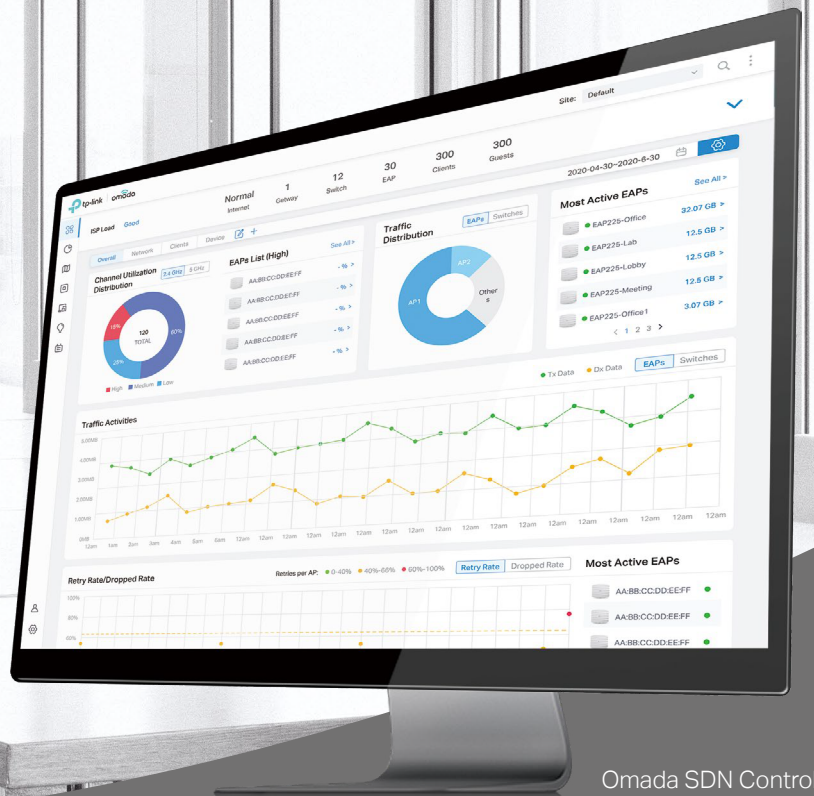 tp-link omada
Site: Default
Normal
Internet
1
Getway
12
Switch
30
EAP
300
Clients
300
Guests
ISP Load Good
2020-04-30~2020-6-30
Overall Network Clients Device
Channel Utilization
Distribution
2.4 GHz 5 GHz
120
TOTAL
60%
High Medium Low
EAPs List (High) See All >
AA:BB:CC:DD:EE:FF - % >
AA:BB:CC:DD:EE:FF - % >
AA:BB:CC:DD:EE:FF - % >
AA:BB:CC:DD:EE:FF - % >
AA:BB:CC:DD:EE:FF - % >
Traffic
Distribution
EAPs Switches
AP1
AP2
Other
s
Most Active EAPs See All >
EAP225-Office 32.07 GB >
EAP225-Lab 12.5 GB >
EAP225-Lobby 12.5 GB >
EAP225-Meeting 12.5 GB >
EAP225-Office1 3.07 GB >
< 1 2 3 >
Traffic Activities
Tx Data Dx Data EAPs Switches
5.00MB
4.00MB
3.00MB
2.00MB
1.00MB
0MB
12am 1am 2am 3am 4am 5am 6am 12am 12am 12am 12am 12am 12am 12am 12am 12am 12am 12am 12am 12am 12am 12am 12am 12am
Retry Rate/Dropped Rate
Retries per AP: 0-40% 40%-65% 60%-100%
Retry Rate Dropped Rate
100%
80%
60%
Most Active EAPs
AA:BB:CC:DD:EE:FF
AA:BB:CC:DD:EE:FF
AA:BB:CC:DD:EE:FF
Omada SDN Contro